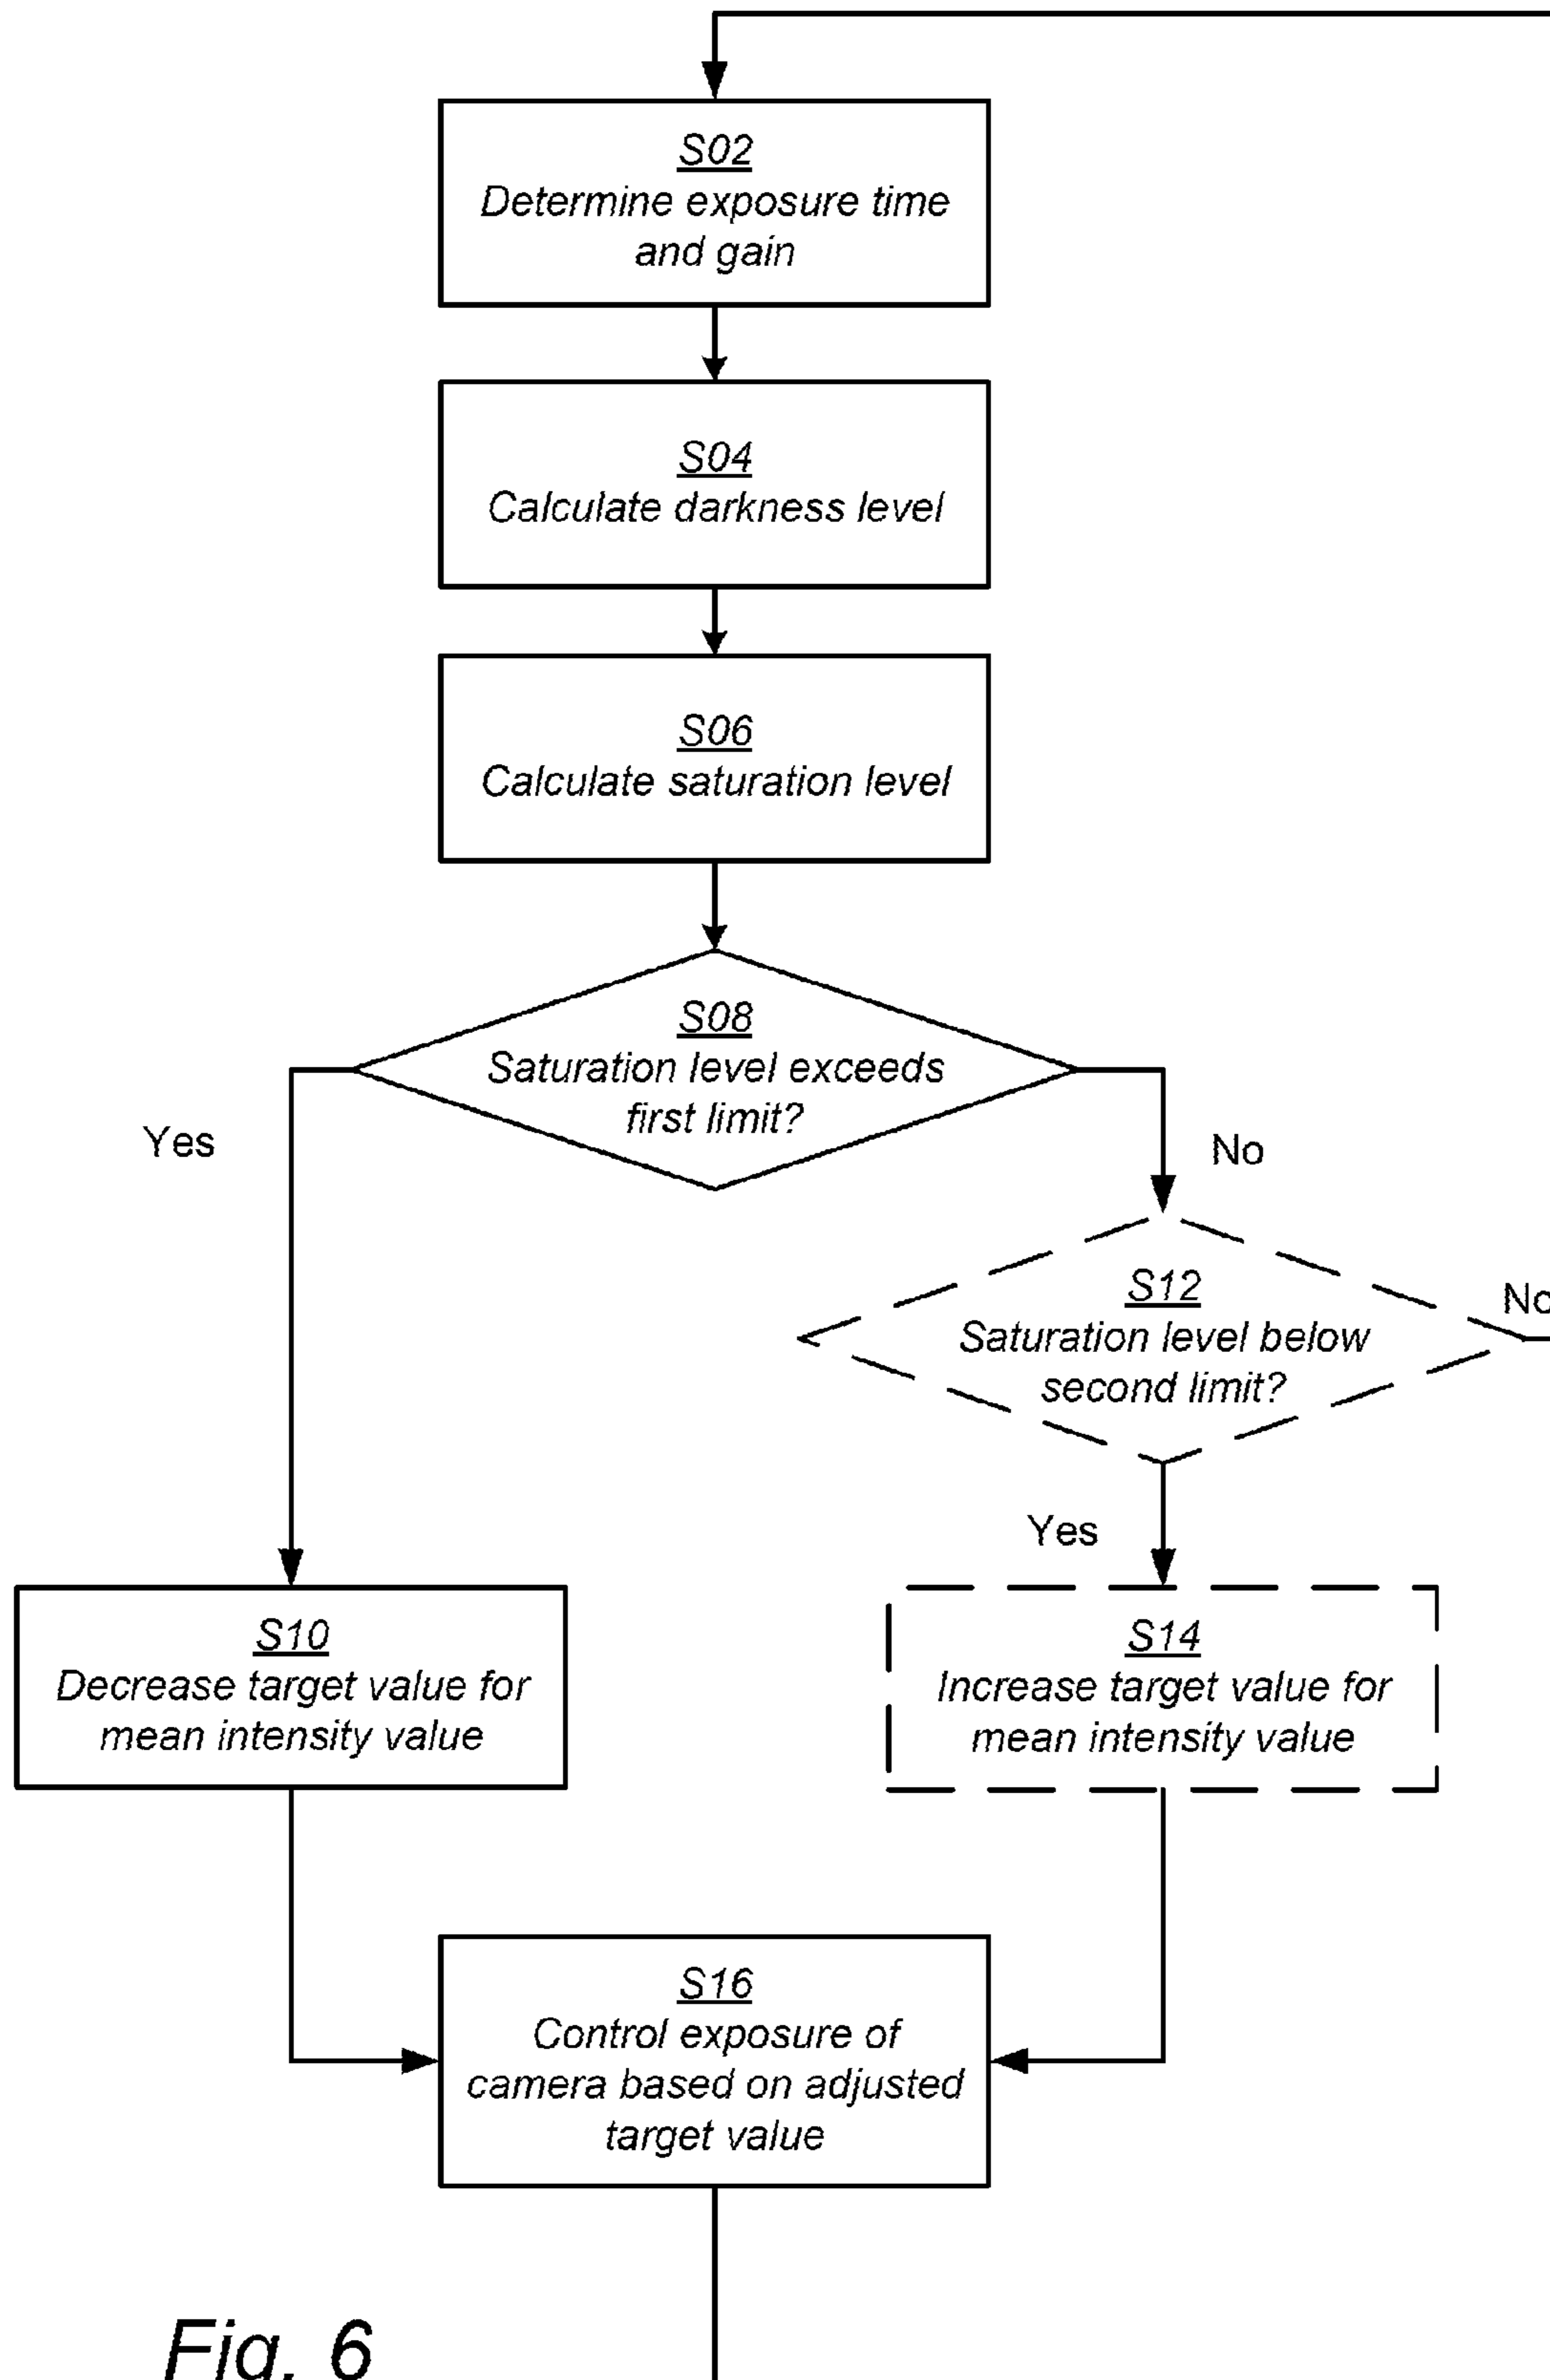 S02
Determine exposure time
and gain
S04
Calculate darkness level
S06
Calculate saturation level
S08
Saturation level exceeds
first limit?
Yes
No
S12
Saturation level below
second limit?
No
Yes
S10
Decrease target value for
mean intensity value
S14
Increase target value for
mean intensity value
S16
Control exposure of
camera based on adjusted
target value
Fig. 6